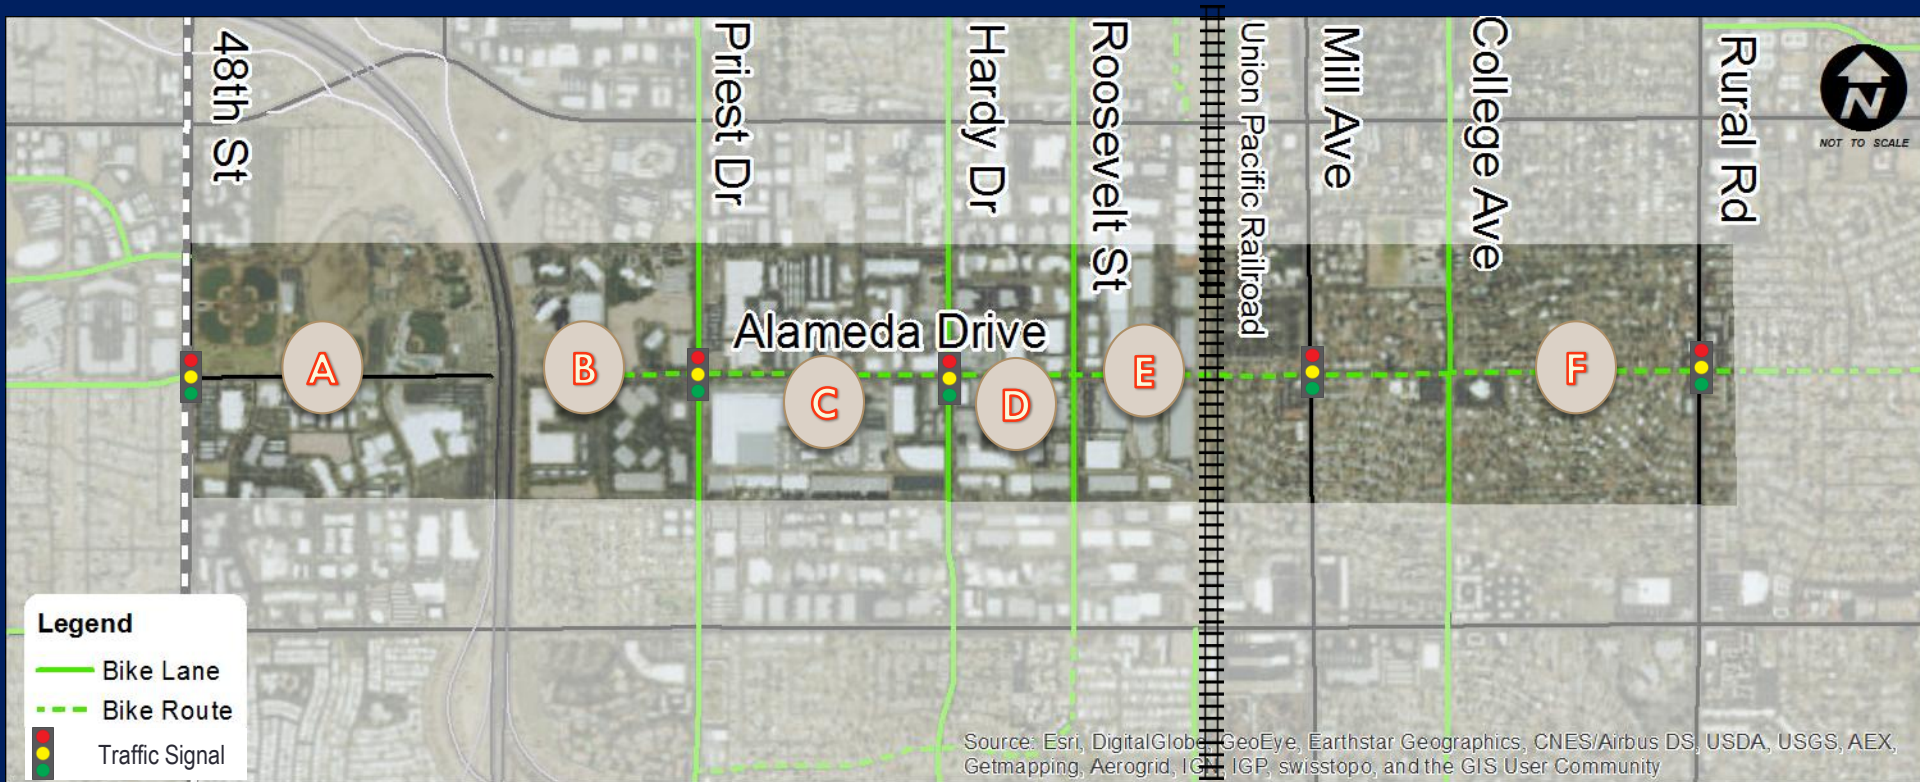 48th St
Priest Dr
Hardy Dr
Roosevelt St
Union Pacific Railroad
Mill Ave
College Ave
Rural Rd
N
NOT TO SCALE
Alameda Drive
A
B
C
D
E
F
Legend
Bike Lane
Bike Route
Traffic Signal
Source: Esri, DigitalGlobe, GeoEye, Earthstar Geographics, CNES/Airbus DS, USDA, USGS, AEX,
Getmapping, Aerogrid, IGN, IGP, swisstopo, and the GIS User Community